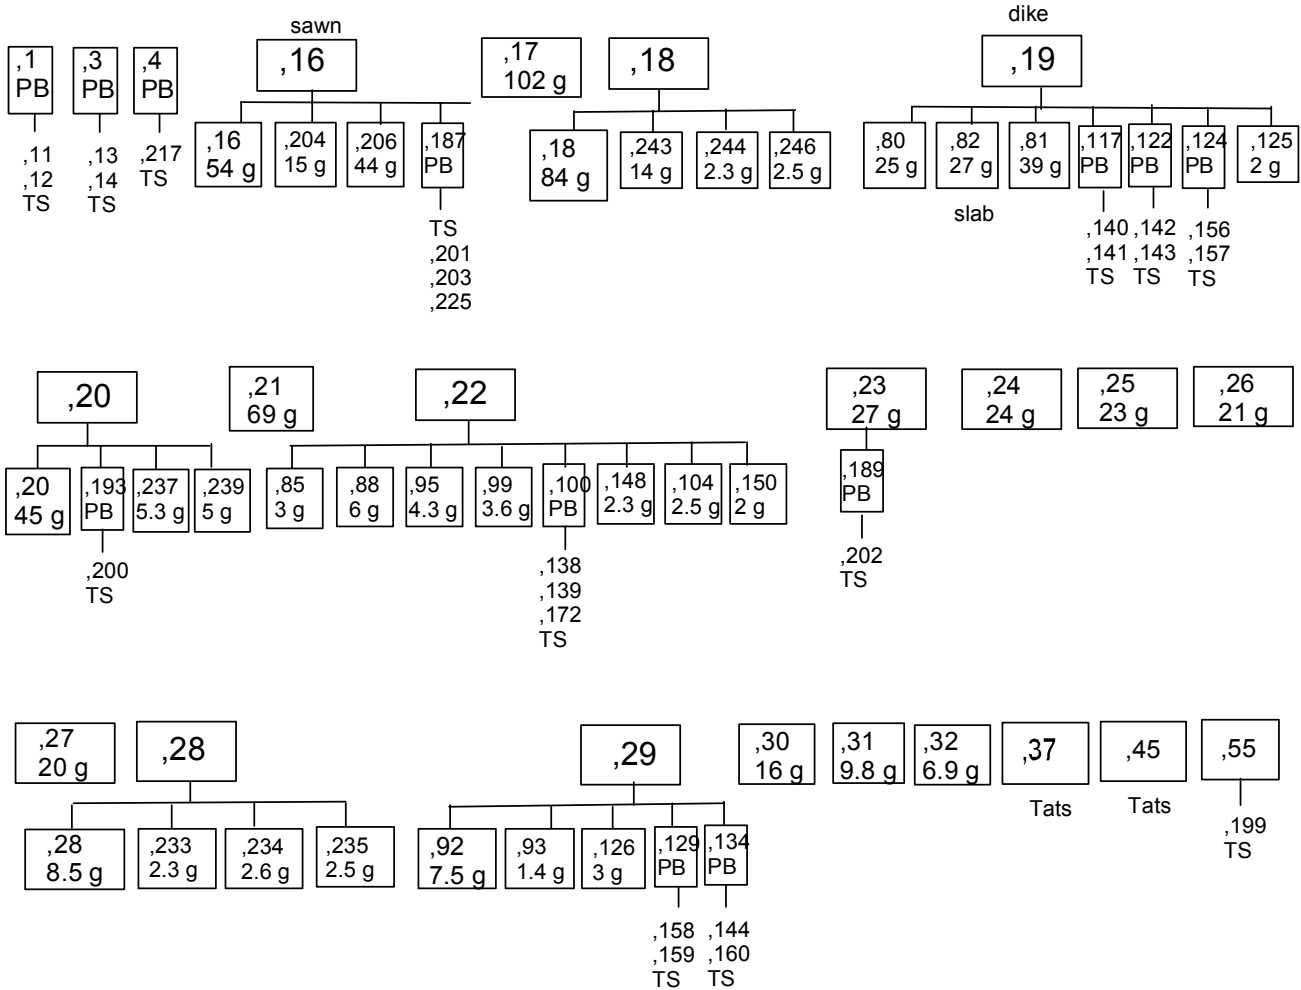 sawn
dike
,1
PB
,3
PB
,4
PB
,16
,17
102 g
,18
,19
,11
,12
TS
,13
,14
TS
,217
TS
,16
54 g
,204
15 g
,206
44 g
,187
PB
TS
,201
,203
,225
,18
84 g
,243
14 g
,244
2.3 g
,246
2.5 g
,80
25 g
,82
27 g
slab
,81
39 g
,117
PB
,140
,141
TS
,122
PB
,142
,143
TS
,124
PB
,156
,157
TS
,125
2 g
,20
,21
69 g
,22
,23
27 g
,24
24 g
,25
23 g
,26
21 g
,20
45 g
,193
PB
,200
TS
,237
5.3 g
,239
5 g
,85
3 g
,88
6 g
,95
4.3 g
,99
3.6 g
,100
PB
,138
,139
,172
TS
,148
2.3 g
,104
2.5 g
,150
2 g
,189
PB
,202
TS
,27
20 g
,28
,29
,30
16 g
,31
9.8 g
,32
6.9 g
,37
Tats
,45
Tats
,55
,199
TS
,28
8.5 g
,233
2.3 g
,234
2.6 g
,235
2.5 g
,92
7.5 g
,93
1.4 g
,126
3 g
,129
PB
,158
,159
TS
,134
PB
,144
,160
TS